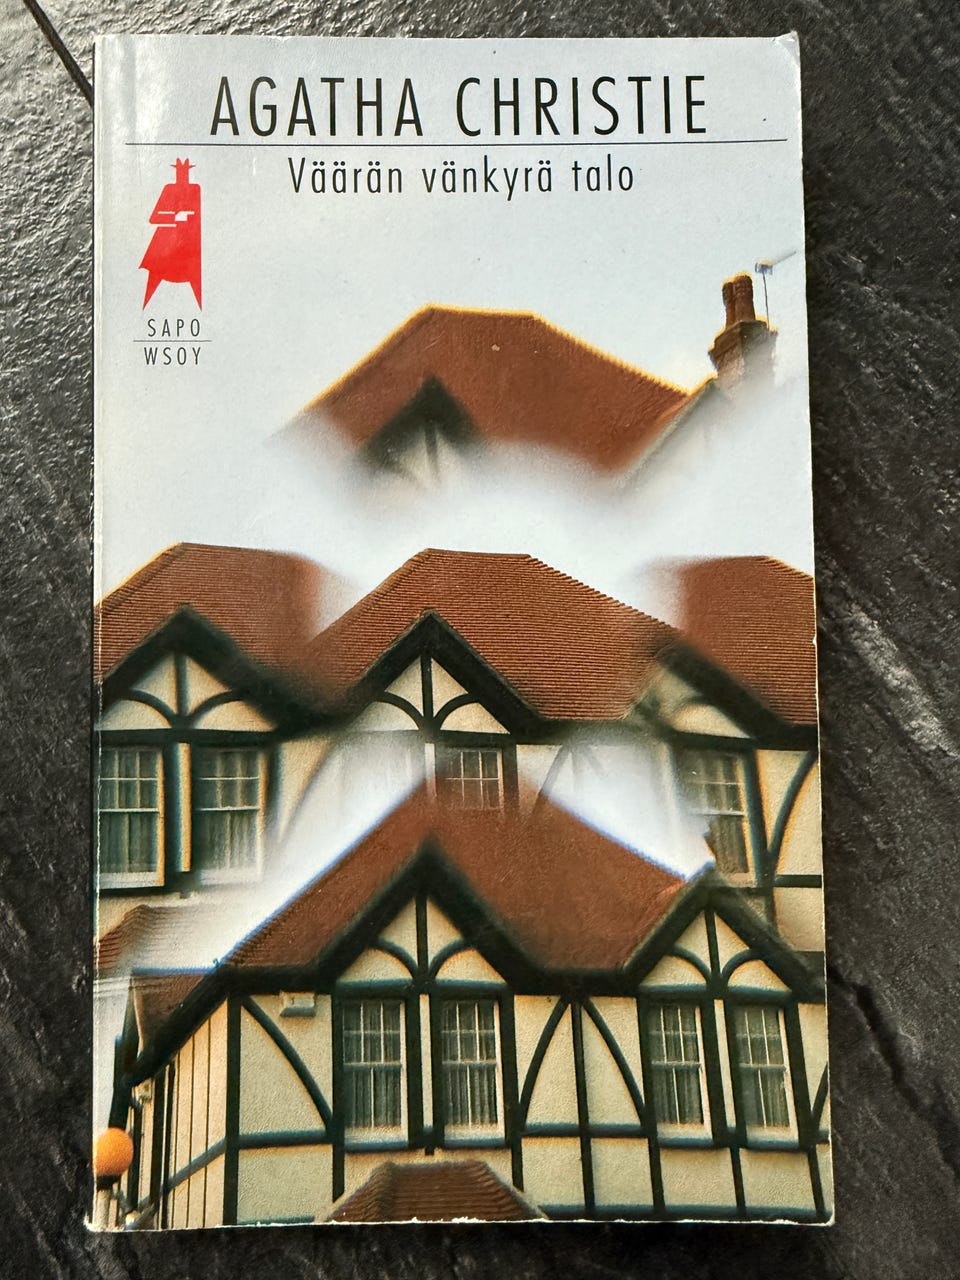 AGATHA CHRISTIE
Väärän vänkyrä talo
SAPO
WSOY